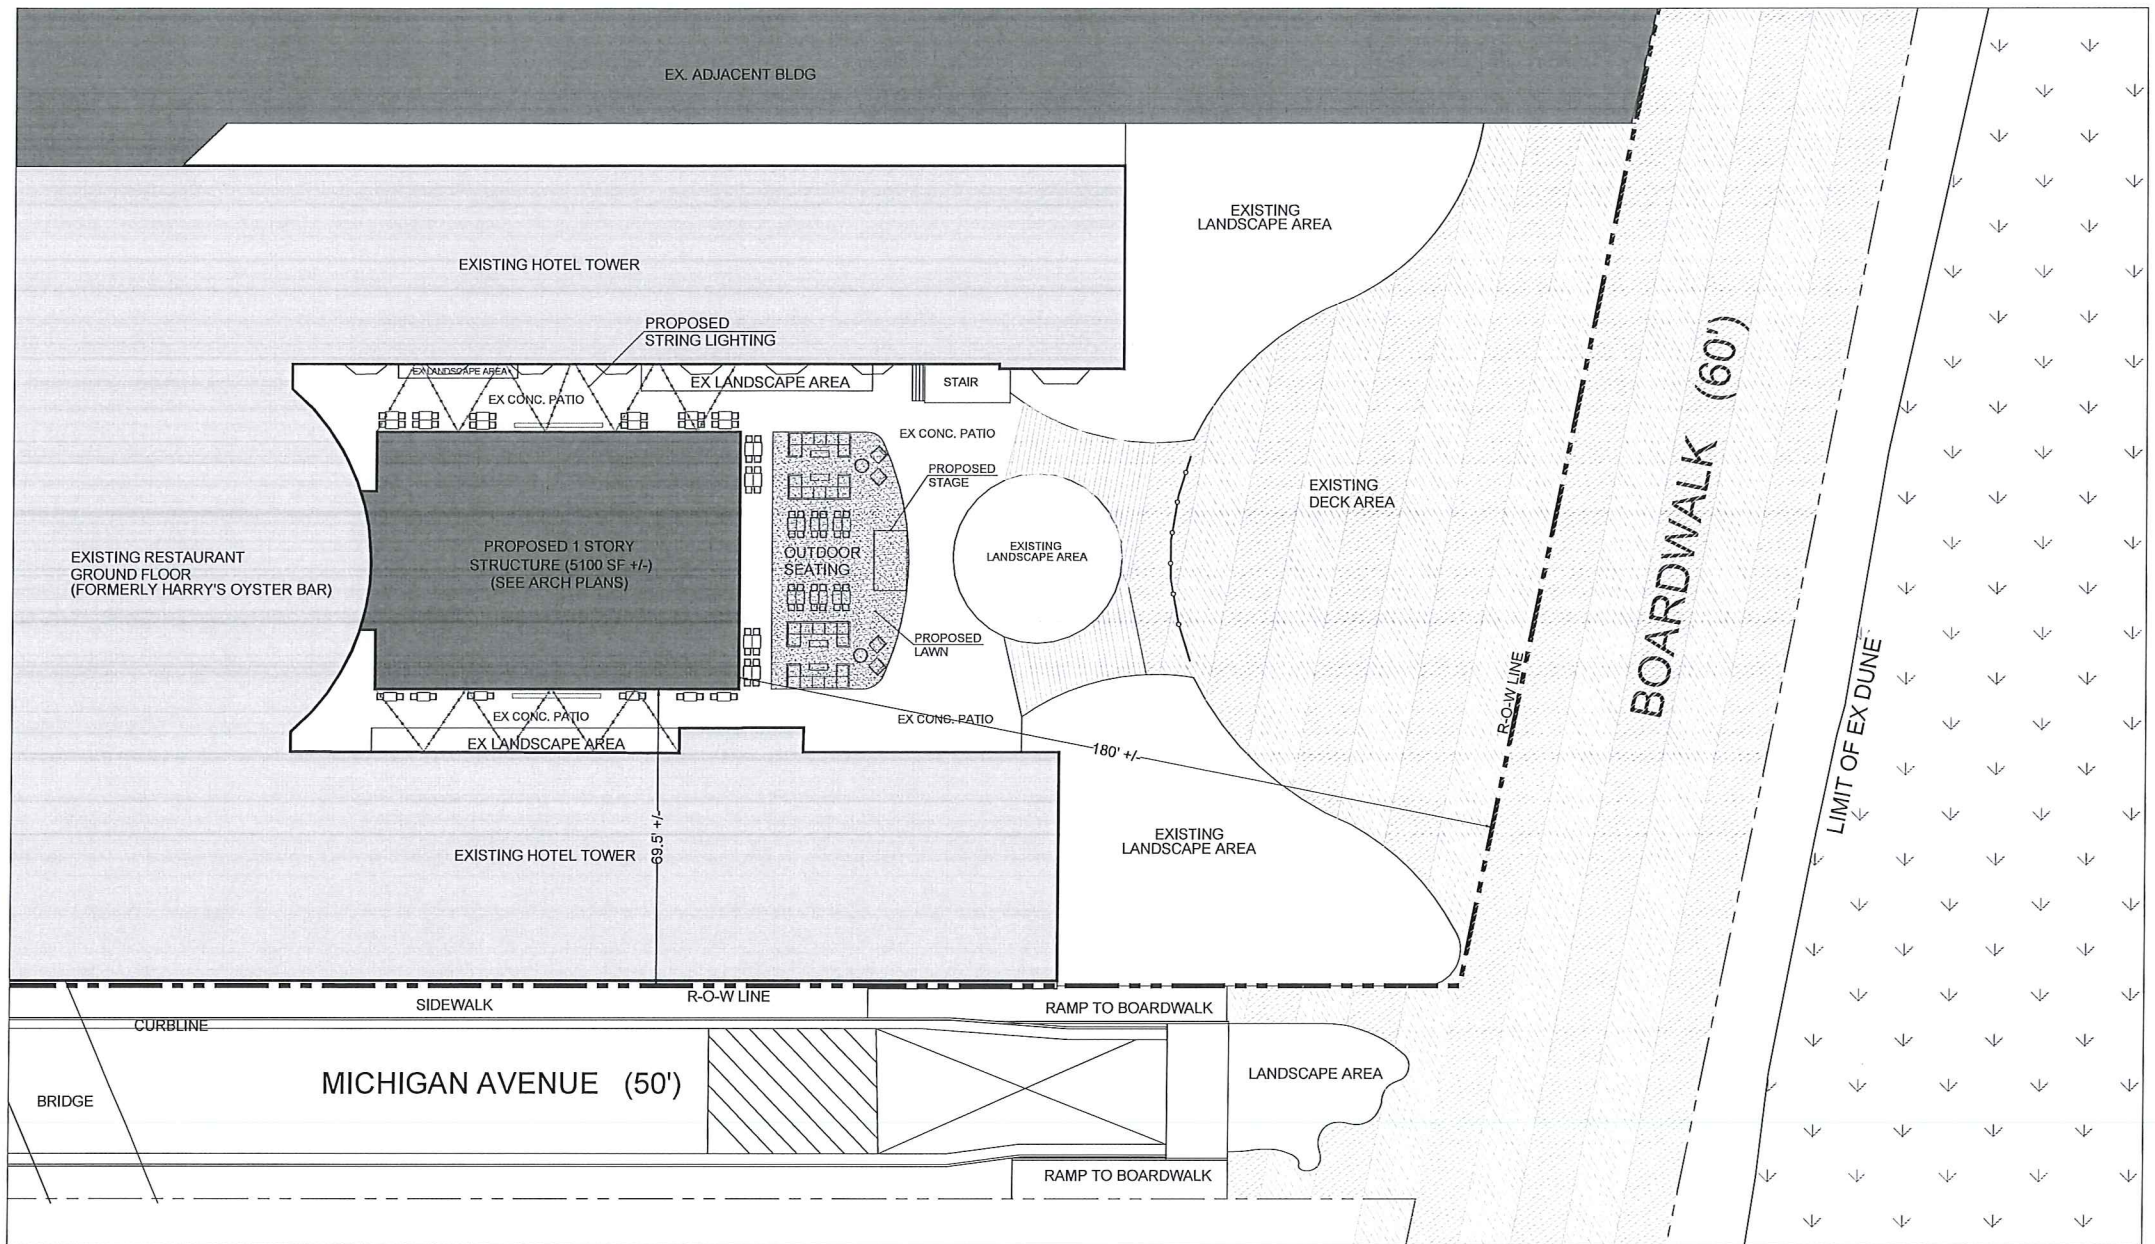 EX. ADJACENT BLDG
EXISTING
LANDSCAPE AREA
EXISTING HOTEL TOWER
PROPOSED
STRING LIGHTING
EX LANDSCAPE AREA
EX LANDSCAPE AREA
STAIR
EX CONC. PATIO
EX CONC. PATIO
PROPOSED
STAGE
EXISTING
DECK AREA
BOARDWALK (60')
EXISTING RESTAURANT
GROUND FLOOR
(FORMERLY HARRY'S OYSTER BAR)
PROPOSED 1 STORY
STRUCTURE (5100 SF +/-)
(SEE ARCH PLANS)
OUTDOOR
SEATING
EXISTING
LANDSCAPE AREA
PROPOSED
LAWN
R-O-W LINE
LIMIT OF EX DUNE
EX CONC. PATIO
EX CONC. PATIO
EX LANDSCAPE AREA
180' +/-
69.5' +/-
EXISTING HOTEL TOWER
EXISTING
LANDSCAPE AREA
SIDEWALK
R-O-W LINE
RAMP TO BOARDWALK
CURBLINE
MICHIGAN AVENUE (50')
LANDSCAPE AREA
BRIDGE
RAMP TO BOARDWALK